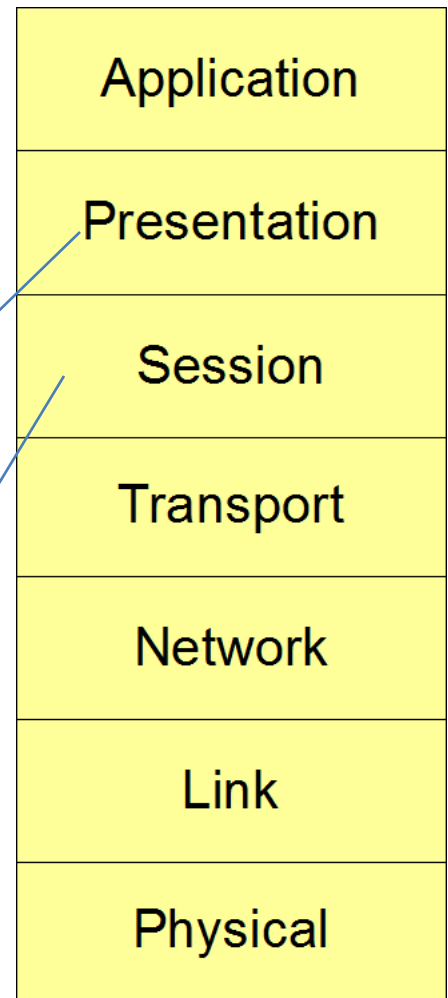 Application
Presentation
Session
Transport
Network
Link
Physical